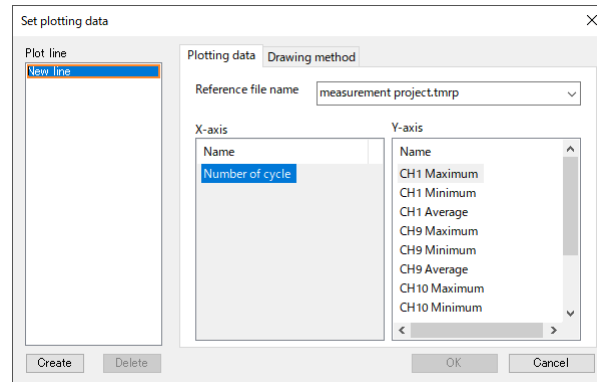 Set plotting data
Plot line
New line
Plotting data
Drawing method
Reference file name
measurement project.tmrp
X-axis
Name
Number of cycle
Y-axis
Name
CH1 Maximum
CH1 Minimum
CH1 Average
CH9 Maximum
CH9 Minimum
CH9 Average
CH10 Maximum
CH10 Minimum
Create
Delete
OK
Cancel